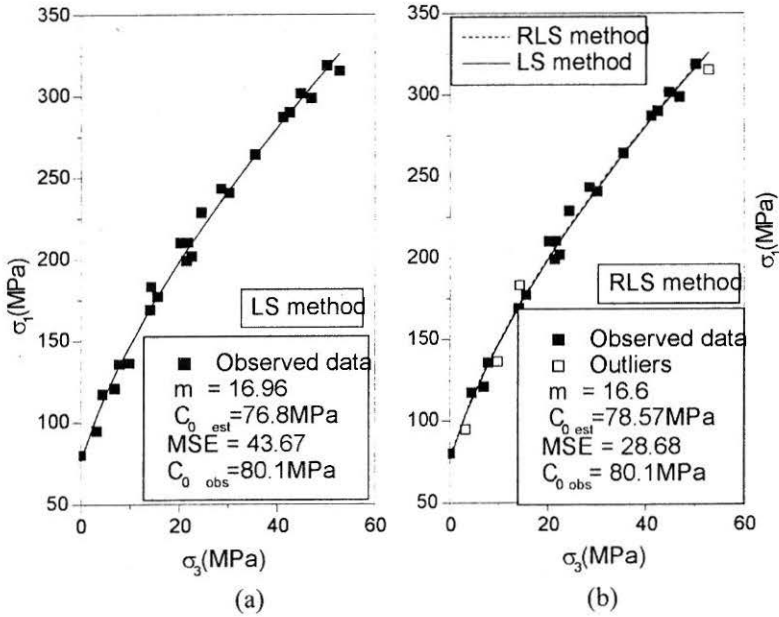 350
300
250
200
150
100
50
σ₁(MPa)
LS method
Observed data
m = 16.96
C₀ est=76.8MPa
MSE = 43.67
C₀ obs=80.1MPa
0 20 40 60
σ₃(MPa)
(a)
350
300
250
200
150
100
50
RLS method
LS method
RLS method
Observed data
Outliers
m = 16.6
C₀ est=78.57MPa
MSE = 28.68
C₀ obs= 80.1MPa
0 20 40 60
σ₃(MPa)
(b)
σ₁(MPa)